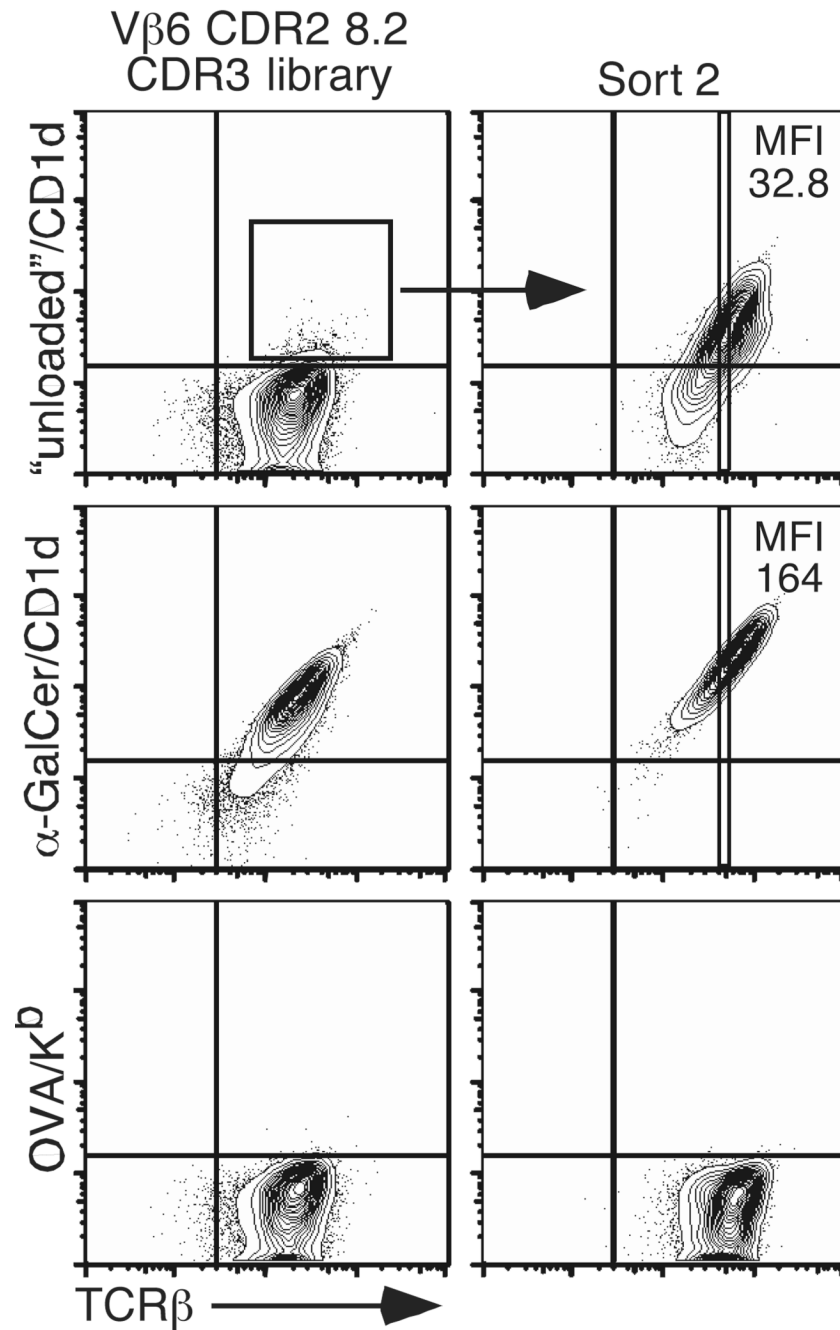 Vβ6 CDR2 8.2
CDR3 library
Sort 2
"unloaded"/CD1d
MFI
32.8
α-GalCer/CD1d
MFI
164
OVA/Kᵇ
TCRβ